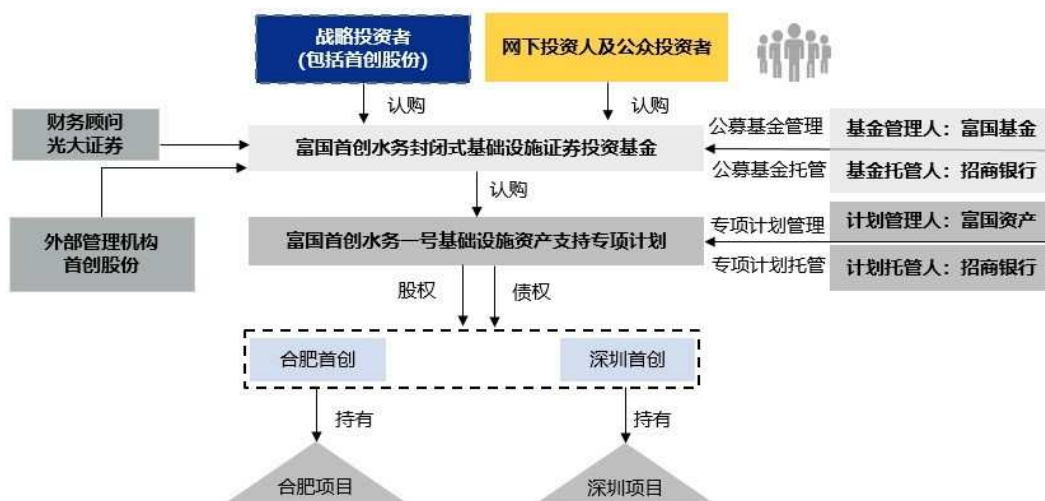 战略投资者
(包括首创股份)
网下投资人及公众投资者
认购
认购
财务顾问
光大证券
富国首创水务封闭式基础设施证券投资基金
公募基金管理
基金管理人：富国基金
公募基金托管
基金托管人：招商银行
认购
外部管理机构
首创股份
富国首创水务一号基础设施资产支持专项计划
专项计划管理
计划管理人：富国资产
专项计划托管
计划托管人：招商银行
股权
债权
合肥首创
深圳首创
持有
持有
合肥项目
深圳项目